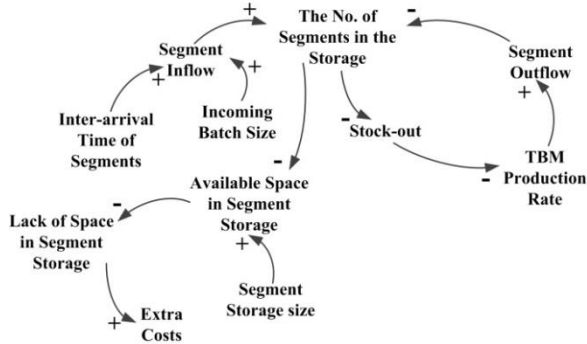 The No. of
Segments in the
Storage
-
+
Segment
Inflow
+
+
Segment
Outflow
+
Inter-arrival
Time of
Segments
Incoming
Batch Size
-
Stock-out
-
TBM
Production
Rate
-
Available Space
in Segment
Storage
+
-
Lack of Space
in Segment
Storage
Segment
Storage size
+
Extra
Costs